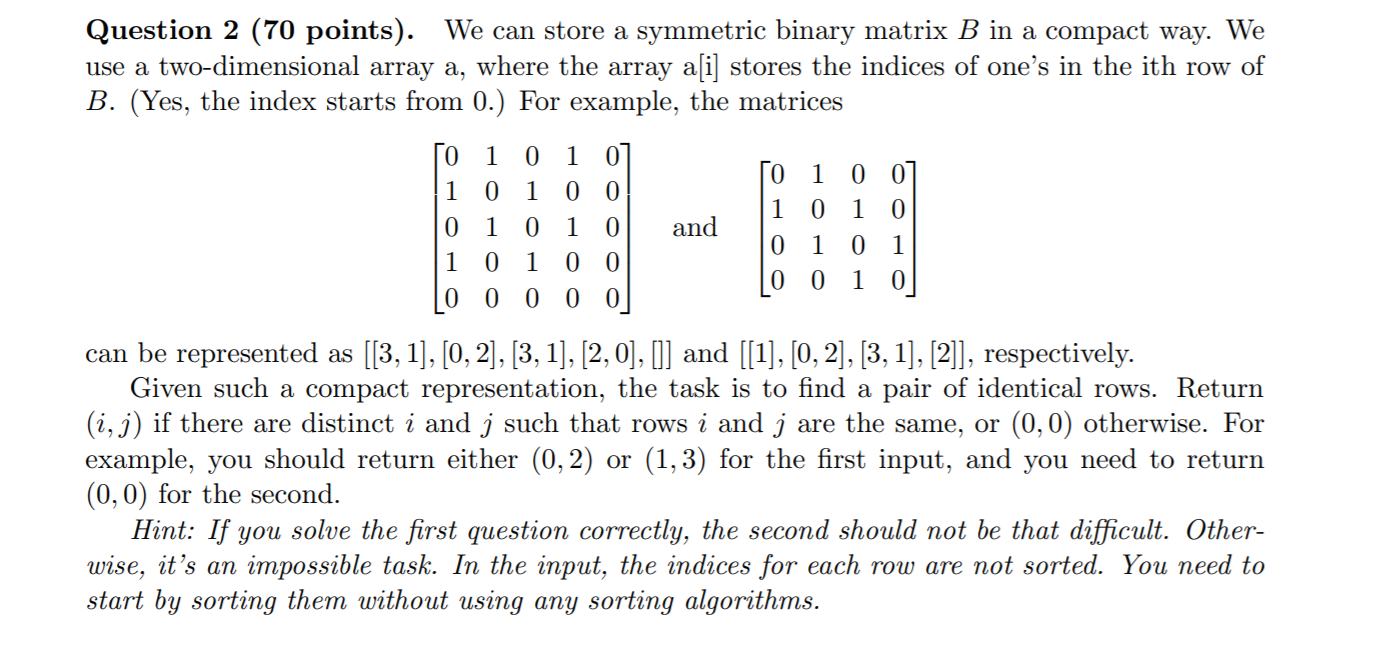 Question 2 (70 points). We can store a symmetric binary matrix B in a compact way. We
use a two-dimensional array a, where the array a[i] stores the indices of one's in the ith row of
B. (Yes, the index starts from 0.) For example, the matrices
[0 1 0 1 0]
[1 0 1 0 0]
[0 1 0 1 0]
[1 0 1 0 0]
[0 0 0 0 0]
and
[0 1 0 0]
[1 0 1 0]
[0 1 0 1]
[0 0 1 0]
can be represented as [[3, 1], [0, 2], [3, 1], [2, 0], []] and [[1], [0, 2], [3, 1], [2]], respectively.
Given such a compact representation, the task is to find a pair of identical rows. Return
(i, j) if there are distinct i and j such that rows i and j are the same, or (0, 0) otherwise. For
example, you should return either (0, 2) or (1, 3) for the first input, and you need to return
(0, 0) for the second.
Hint: If you solve the first question correctly, the second should not be that difficult. Other-
wise, it's an impossible task. In the input, the indices for each row are not sorted. You need to
start by sorting them without using any sorting algorithms.